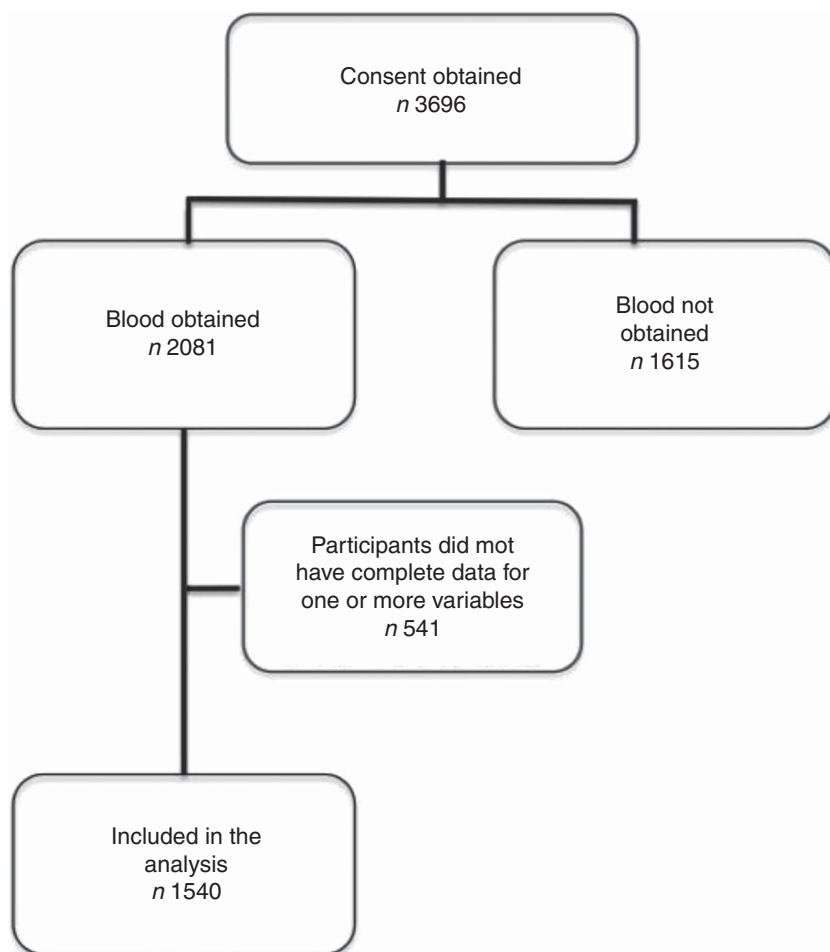 Consent obtained
n 3696
Blood obtained
n 2081
Blood not
obtained
n 1615
Participants did mot
have complete data for
one or more variables
n 541
Included in the
analysis
n 1540